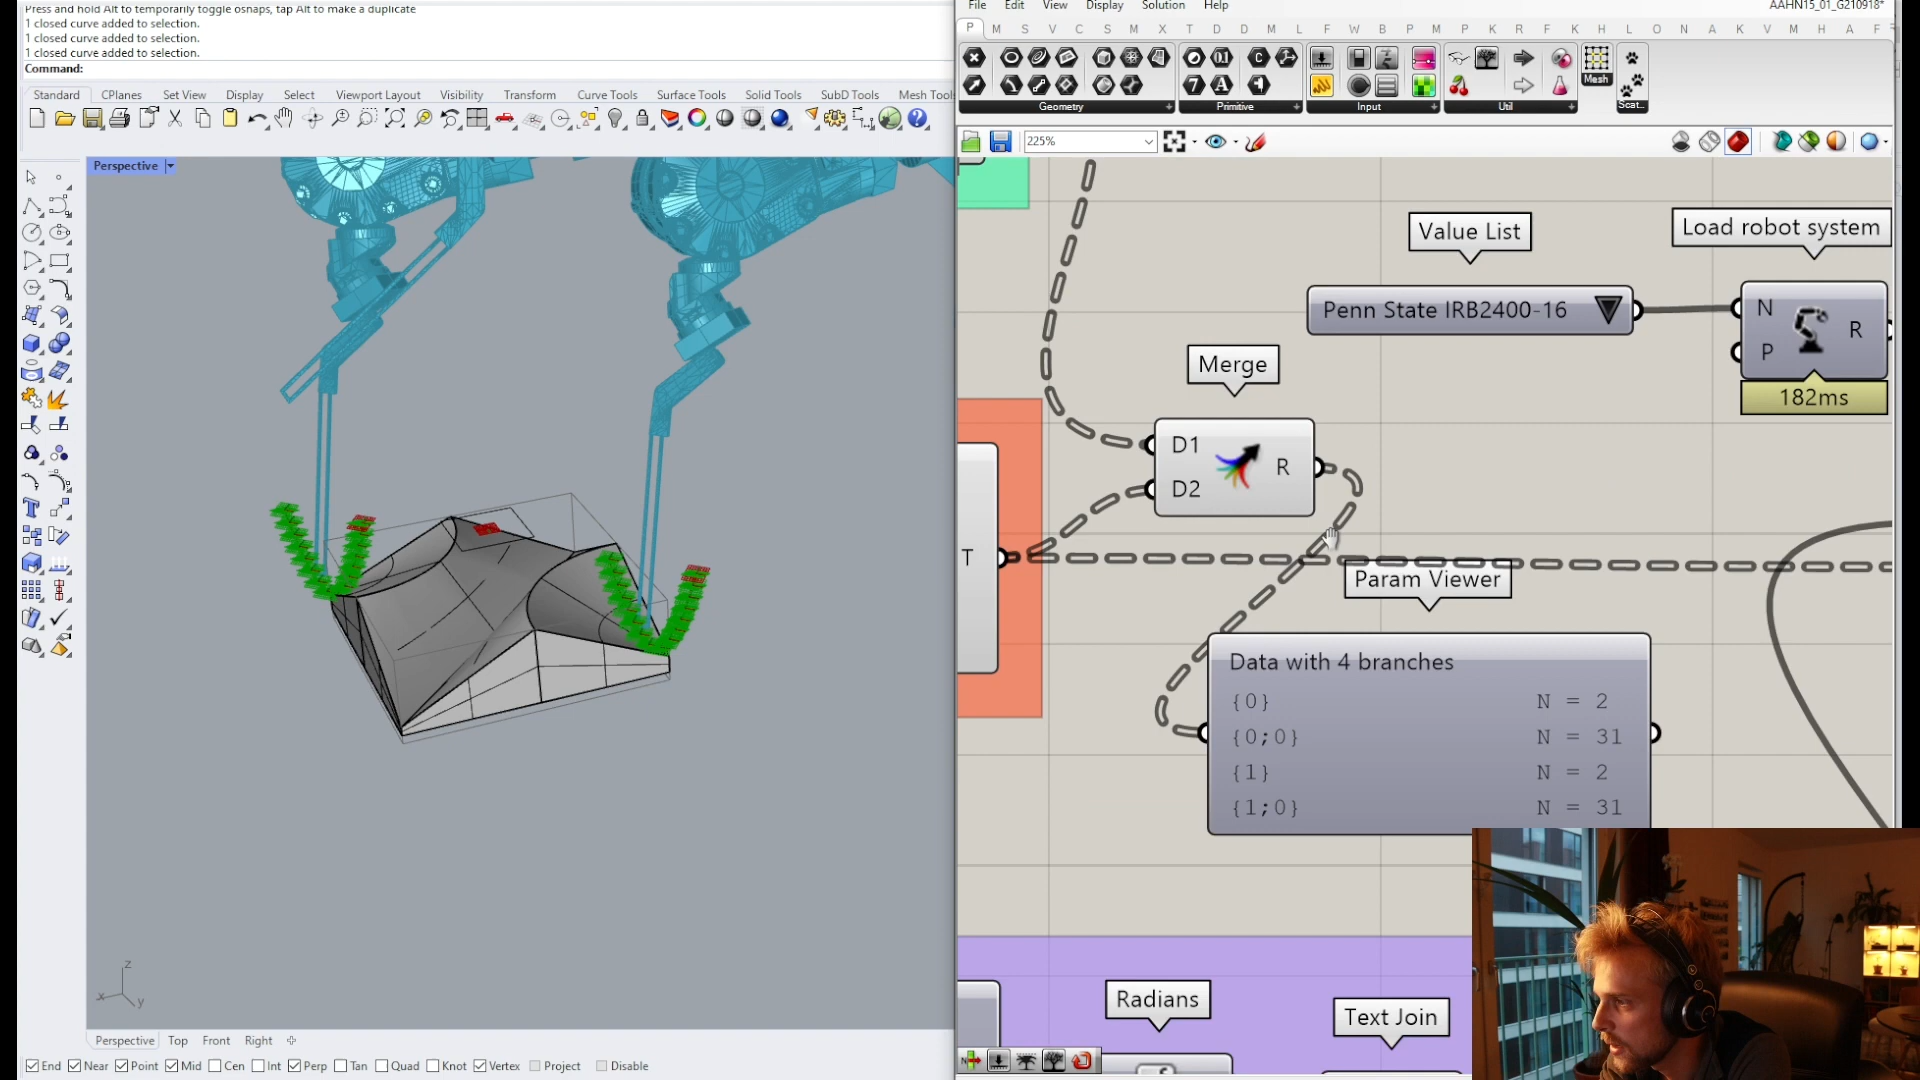 Press and hold Alt to temporarily toggle osnaps, tap Alt to make a duplicate
1 closed curve added to selection.
1 closed curve added to selection.
1 closed curve added to selection.
Command:
Standard CPlanes Set View Display Select Viewport Layout Visibility Transform Curve Tools Surface Tools Solid Tools SubD Tools Mesh Tool
Perspective
z
x y
Perspective Top Front Right
End Near Point Mid Cen Int Perp Tan Quad Knot Vertex Project Disable
File Edit View Display Solution Help AAHN15_01_G210918*
P M S V C S M X T D D M L F W B P M P K T K H L O N A K V M H A F
Geometry Primitive Input Util Mesh Scat...
225%
Value List
Load robot system
Penn State IRB2400-16
N
P
R
182ms
Merge
D1
D2
R
T
Param Viewer
Data with 4 branches
{0} N = 2
{0;0} N = 31
{1} N = 2
{1;0} N = 31
Radians
Text Join